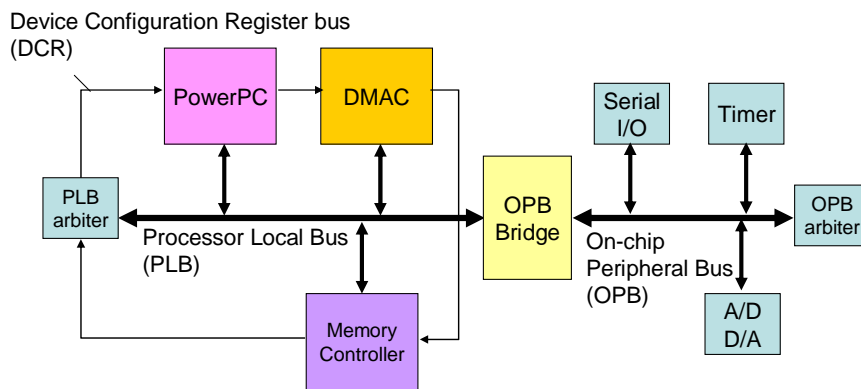 Device Configuration Register bus
(DCR)
PowerPC
DMAC
Serial
I/O
Timer
PLB
arbiter
OPB
Bridge
OPB
arbiter
Processor Local Bus
(PLB)
On-chip
Peripheral Bus
(OPB)
Memory
Controller
A/D
D/A